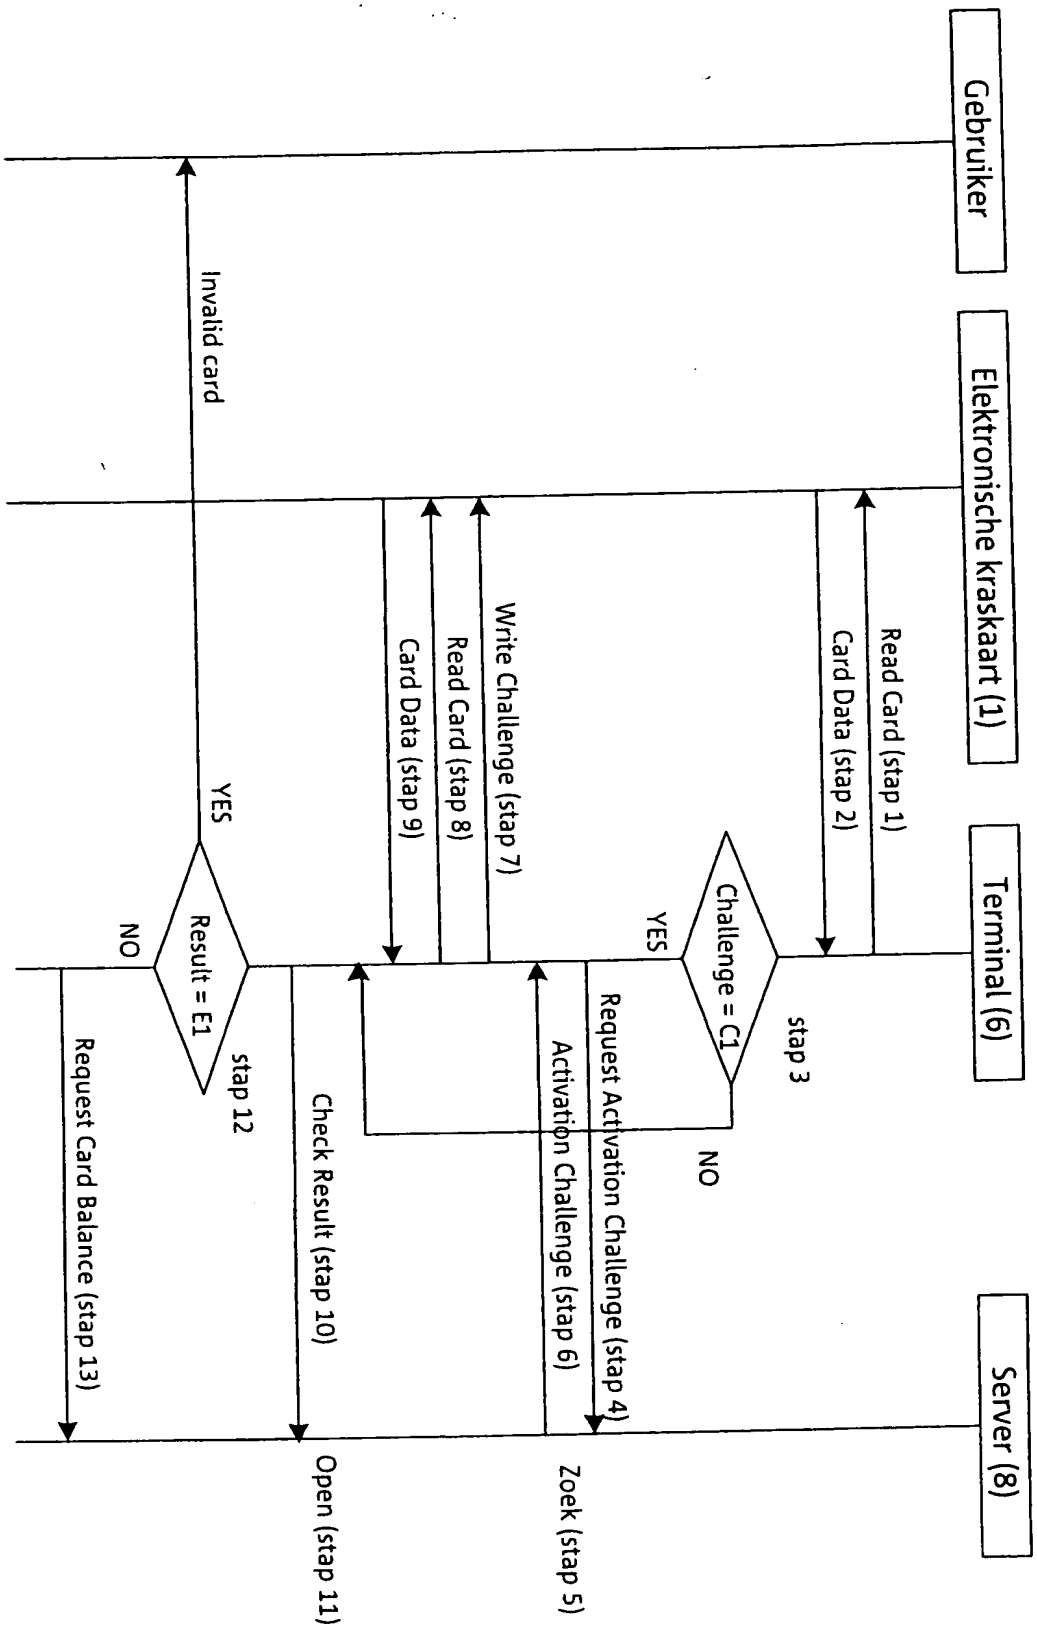 Gebruiker
Elektronische kraskaart (1)
Terminal (6)
Server (8)
Read Card (stap 1)
Card Data (stap 2)
stap 3
Challenge = C1
NO
YES
Request Activation Challenge (stap 4)
Zoek (stap 5)
Activation Challenge (stap 6)
Write Challenge (stap 7)
Read Card (stap 8)
Card Data (stap 9)
Check Result (stap 10)
Open (stap 11)
stap 12
Result = E1
YES
Invalid card
NO
Request Card Balance (stap 13)